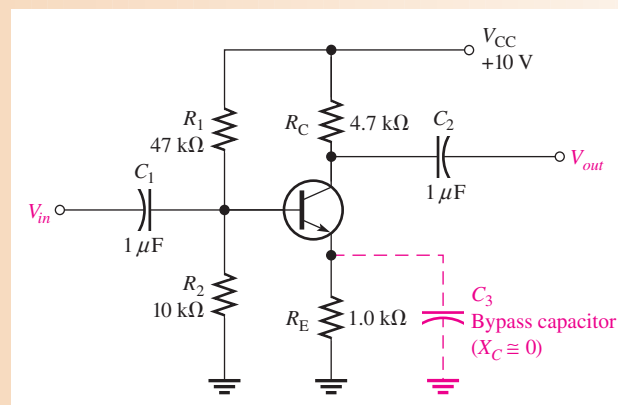 V_CC
+10 V
R_1
47 kΩ
R_C
4.7 kΩ
C_2
1 μF
V_out
C_1
1 μF
V_in
R_2
10 kΩ
R_E
1.0 kΩ
C_3
Bypass capacitor
(X_C ≅ 0)